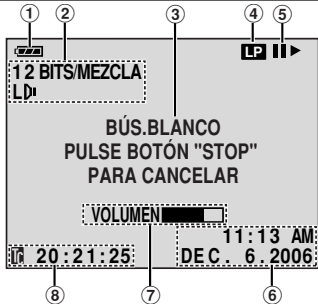 ① ② ③ ④ ⑤
LP
12 BITS/MEZCLA
L
BÚS.BLANCO
PULSE BOTÓN "STOP"
PARA CANCELAR
VOLUMEN
11:13 AM
20:21:25 DEC. 6.2006
⑧ ⑦ ⑥